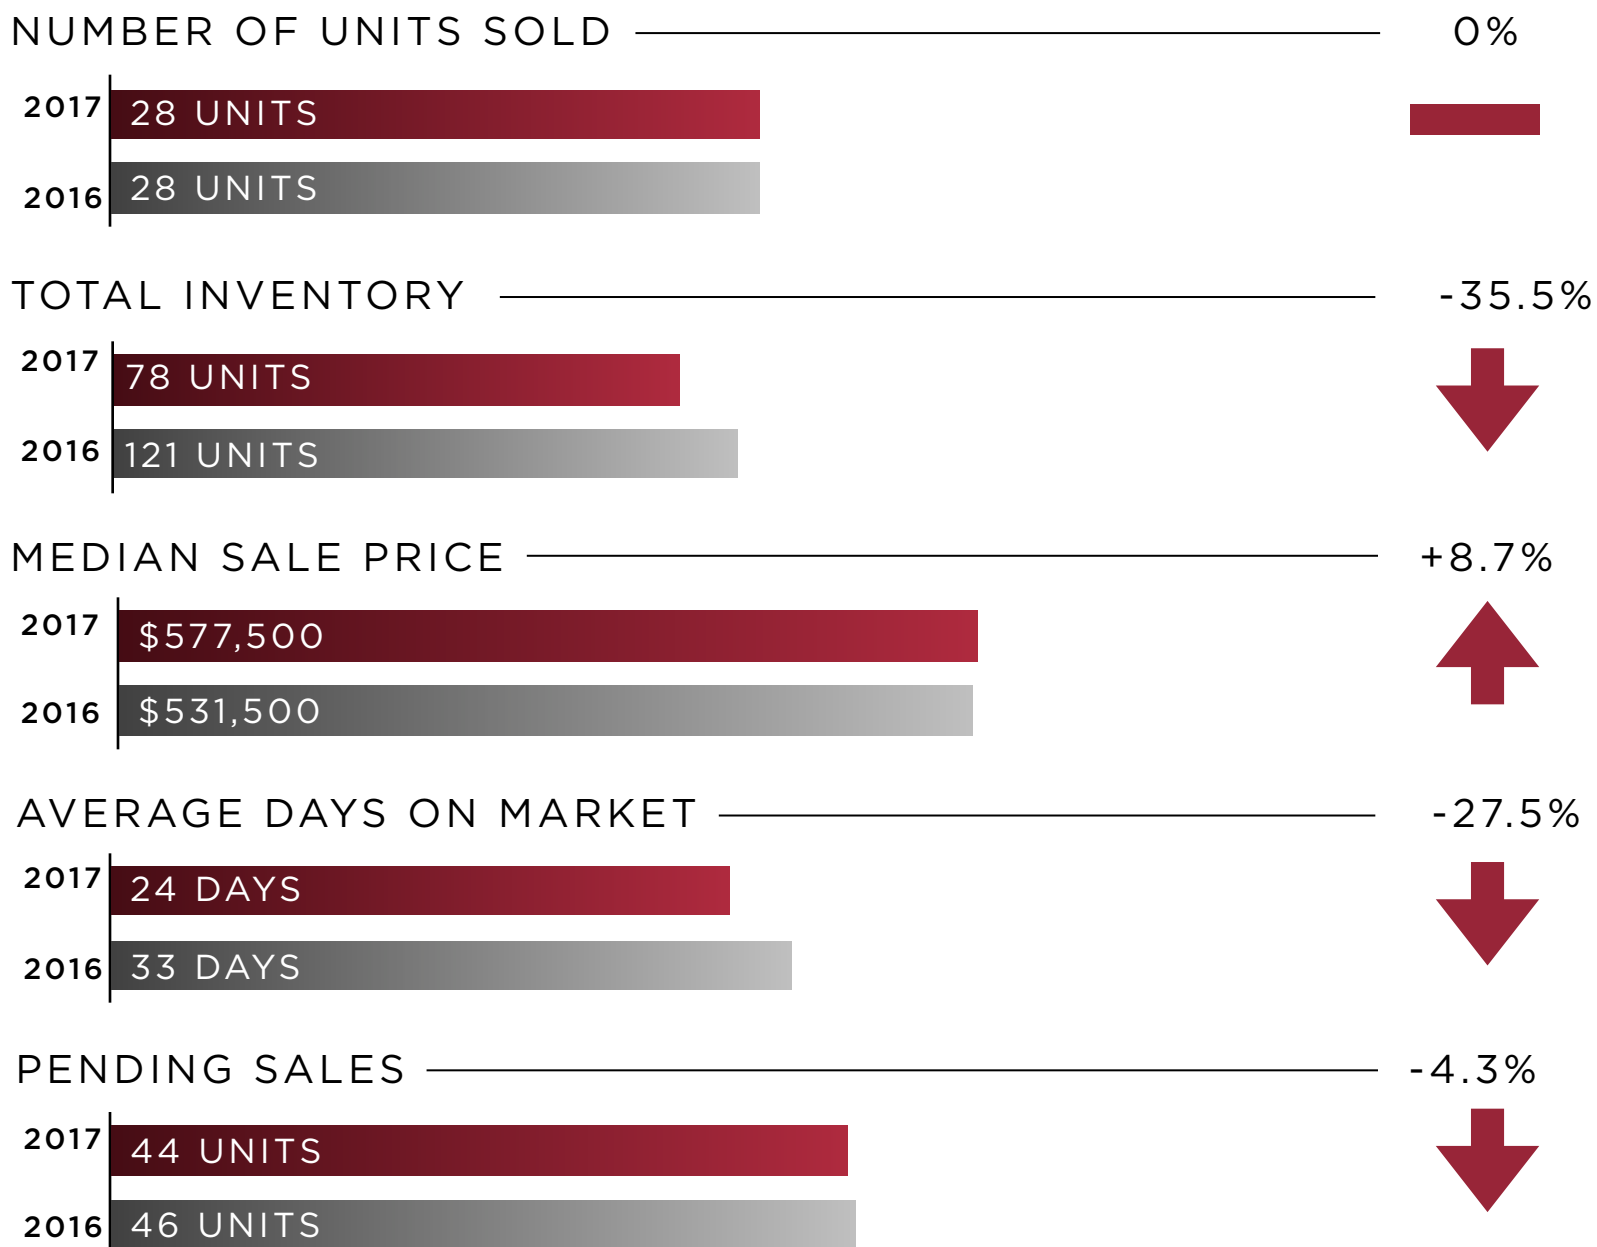 NUMBER OF UNITS SOLD 0%
2017 28 UNITS
2016 28 UNITS
TOTAL INVENTORY -35.5%
2017 78 UNITS
2016 121 UNITS
MEDIAN SALE PRICE +8.7%
2017 $577,500
2016 $531,500
AVERAGE DAYS ON MARKET -27.5%
2017 24 DAYS
2016 33 DAYS
PENDING SALES -4.3%
2017 44 UNITS
2016 46 UNITS